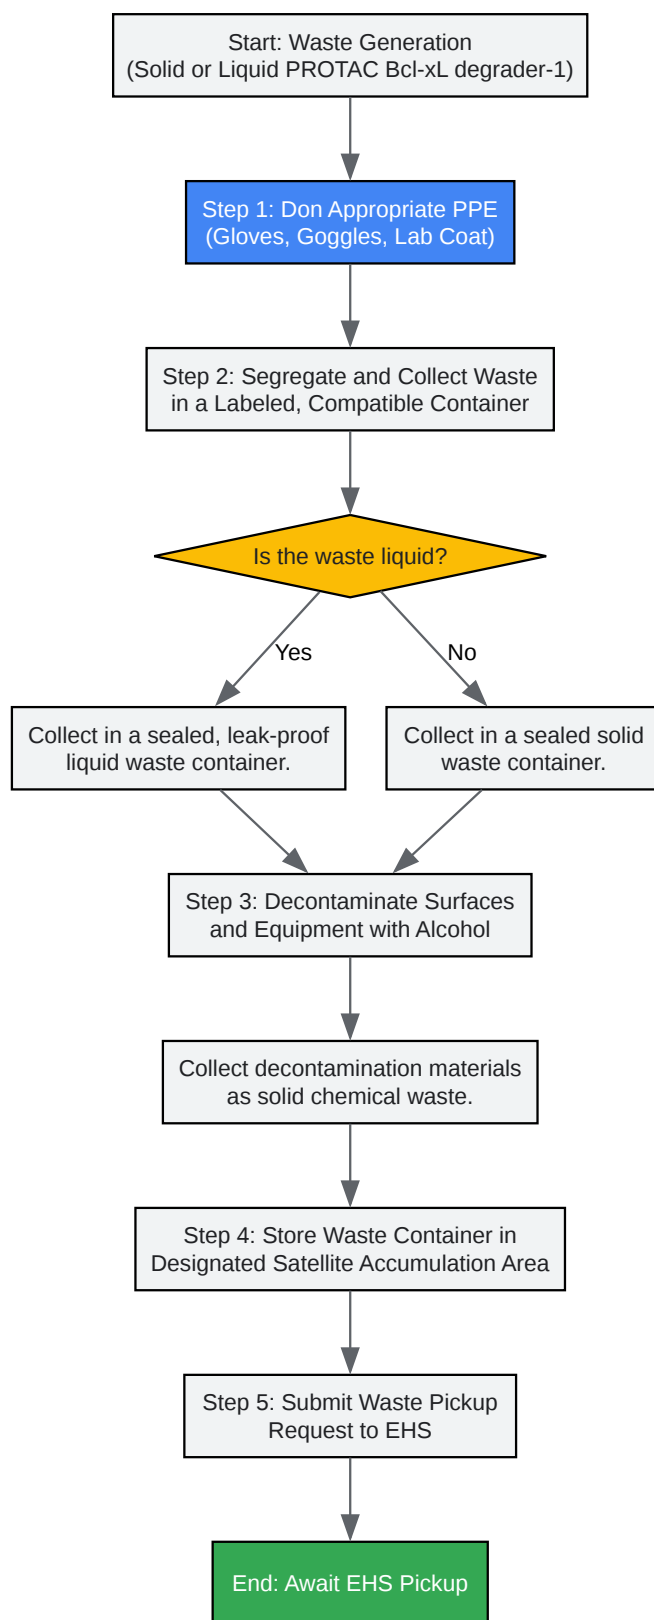 Start: Waste Generation
(Solid or Liquid PROTAC Bcl-xL degrader-1)
Step 1: Don Appropriate PPE
(Gloves, Goggles, Lab Coat)
Step 2: Segregate and Collect Waste
in a Labeled, Compatible Container
Is the waste liquid?
Yes
No
Collect in a sealed, leak-proof
liquid waste container.
Collect in a sealed solid
waste container.
Step 3: Decontaminate Surfaces
and Equipment with Alcohol
Collect decontamination materials
as solid chemical waste.
Step 4: Store Waste Container in
Designated Satellite Accumulation Area
Step 5: Submit Waste Pickup
Request to EHS
End: Await EHS Pickup